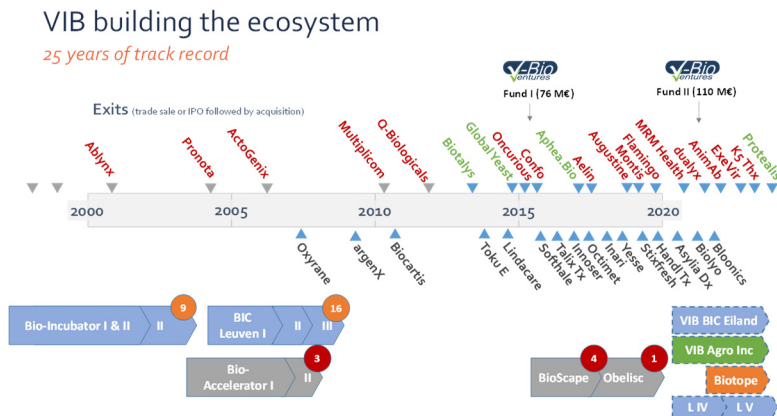 VIB building the ecosystem
25 years of track record
V-Bio
Ventures
Fund I (76 M€)
V-Bio
Ventures
Fund II (110 M€)
Exits (trade sale or IPO followed by acquisition)
Ablynx
Pronota
ActoGenix
Multiplicom
Q-Biologicals
Biotalys
Global Yeast
Oncurious
Confo
Aphea.Bio
Aelin
Augustine
Flamingo
Montis
MRM Health
dualyx
AnimAb
ExeVir
K5 Thx
Protealis
2000
2005
2010
2015
2020
Oxyrane
argenX
Biocartis
Toku E
Lindacare
Softhale
Talix Tx
Innoser
Octimet
Inari
Yesse
Stixfresh
Handl Tx
Asylia Dx
Biolyo
Bloonics
Bio-Incubator I & II
II
9
BIC
Leuven I
II
III
16
Bio-
Accelerator I
II
3
BioScape
4
Obelisc
1
VIB BIC Eiland
VIB Agro Inc
Biotope
L IV
L V